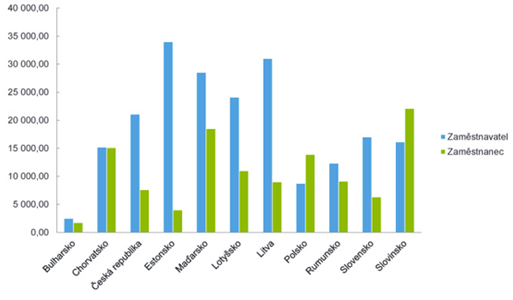 40 000,00
35 000,00
30 000,00
25 000,00
20 000,00
15 000,00
10 000,00
5 000,00
0,00
Bulharsko
Chorvatsko
Česká republika
Estonsko
Maďarsko
Lotyšsko
Litva
Polsko
Rumunsko
Slovensko
Slovinsko
Zaměstnavatel
Zaměstnanec